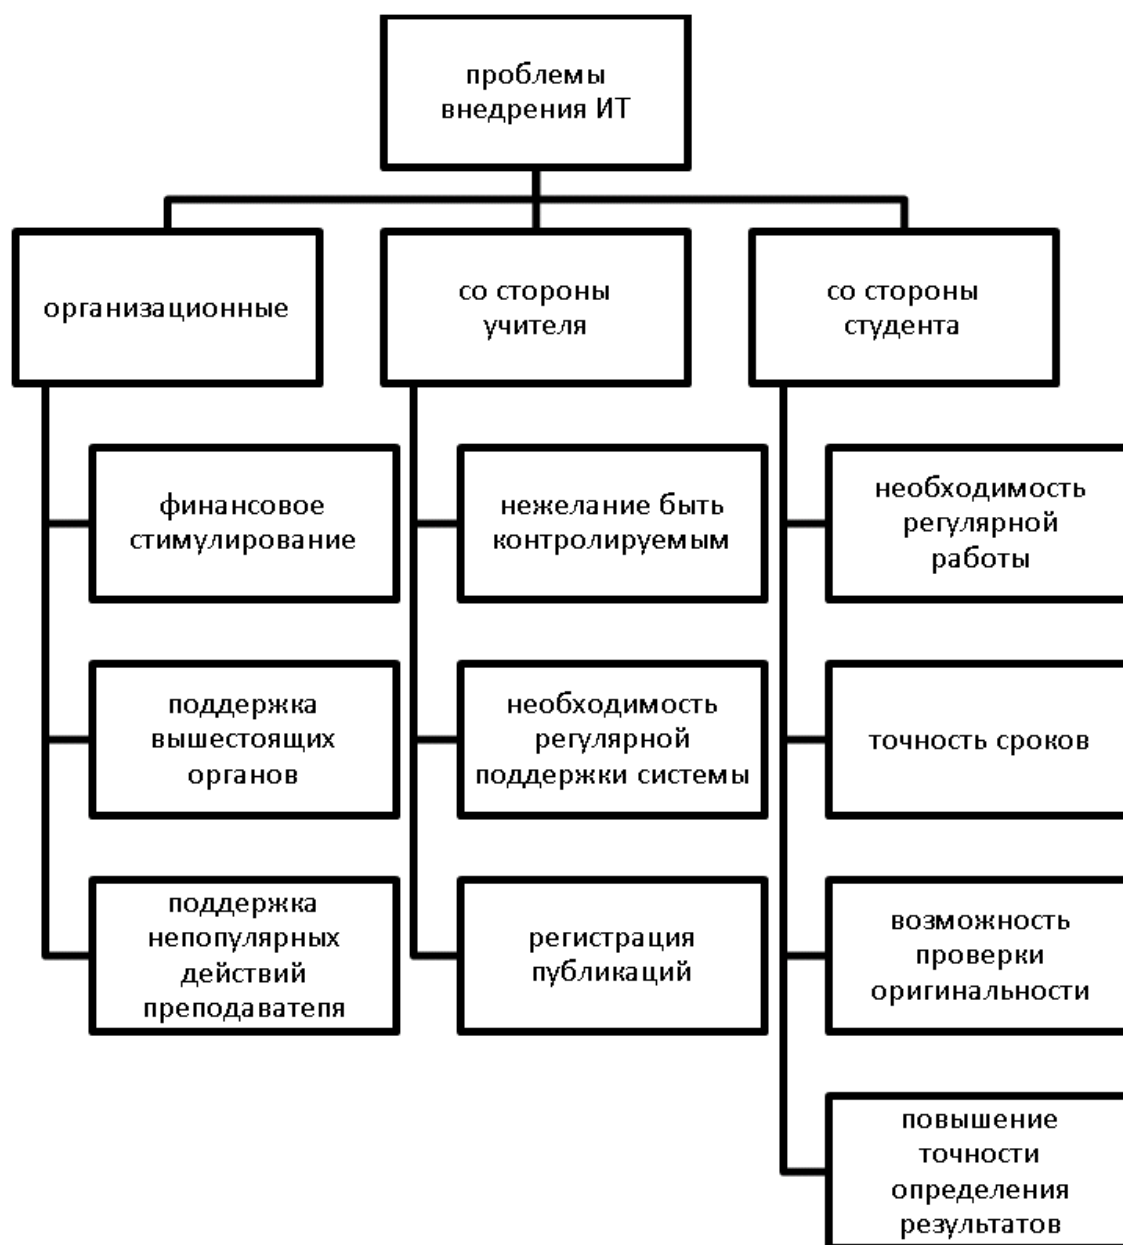 проблемы
внедрения ИТ
организационные
со стороны
учителя
со стороны
студента
финансовое
стимулирование
поддержка
вышестоящих
органов
поддержка
непопулярных
действий
преподаватепя
нежелание быть
контролируемым
необходимость
регулярной
поддержки системы
регистрация
публикаций
необходимость
регулярной
работы
точность сроков
возможность
проверки
оригинальности
повышение
точности
определения
результатов